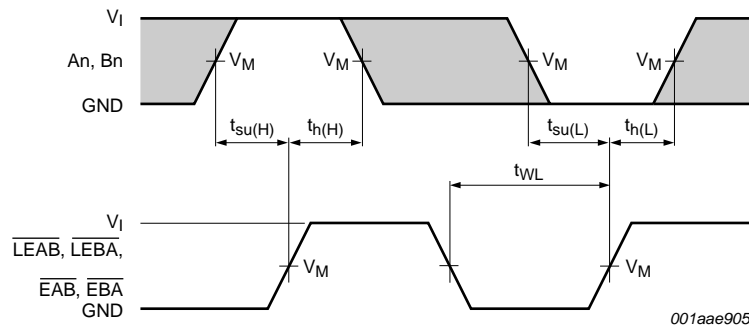 VI
An, Bn
VM VM VM VM
GND
tsu(H) th(H) tsu(L) th(L)
tWL
VI
LEAB, LEBA,
VM VM
EAB, EBA
GND
001aae905